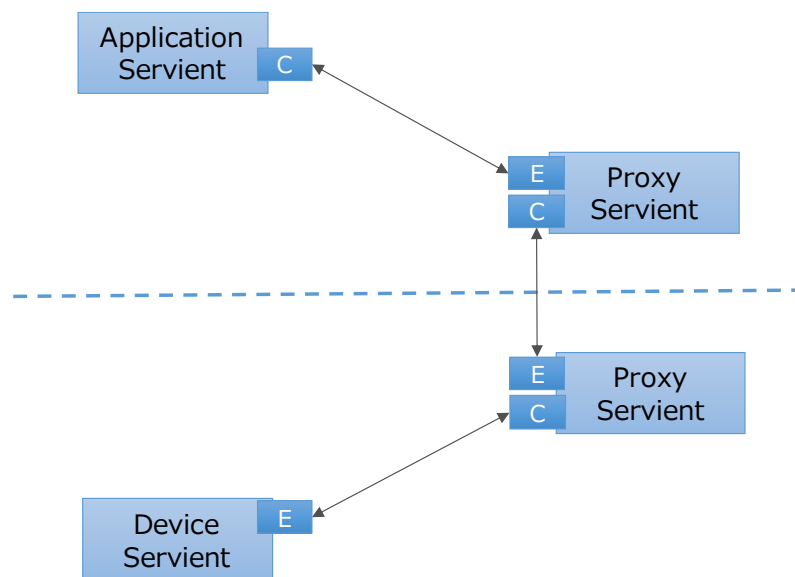 Application
Servient
C
E
Proxy
Servient
C
E
Proxy
Servient
C
E
Device
Servient